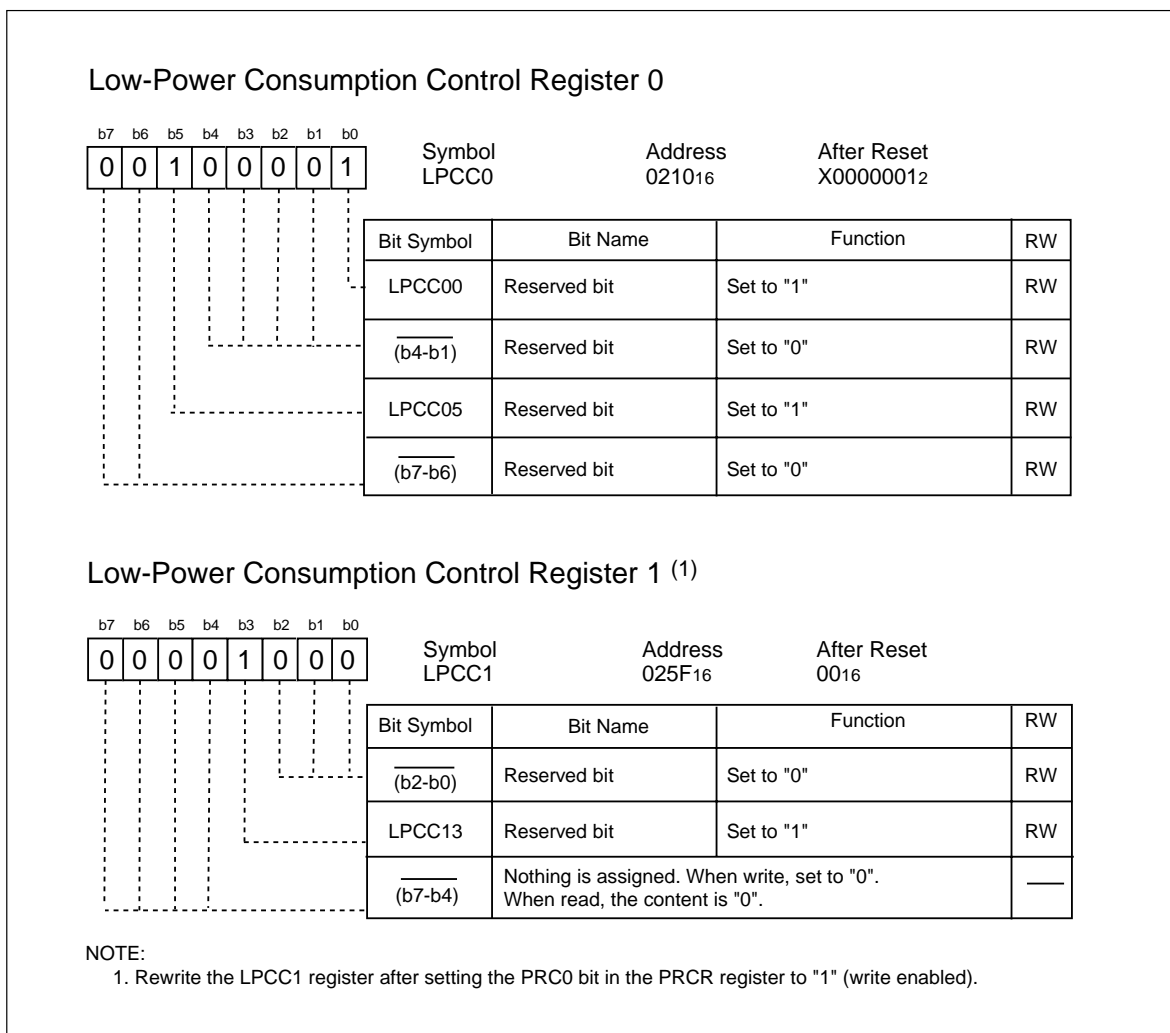 Low-Power Consumption Control Register 0
b7 b6 b5 b4 b3 b2 b1 b0
0 0 1 0 0 0 0 1
Symbol Address After Reset
LPCC0 021016 X00000012
Bit Symbol Bit Name Function RW
LPCC00 Reserved bit Set to "1" RW
(b4-b1) Reserved bit Set to "0" RW
LPCC05 Reserved bit Set to "1" RW
(b7-b6) Reserved bit Set to "0" RW
Low-Power Consumption Control Register 1 (1)
b7 b6 b5 b4 b3 b2 b1 b0
0 0 0 0 1 0 0 0
Symbol Address After Reset
LPCC1 025F16 0016
Bit Symbol Bit Name Function RW
(b2-b0) Reserved bit Set to "0" RW
LPCC13 Reserved bit Set to "1" RW
(b7-b4) Nothing is assigned. When write, set to "0".
When read, the content is "0".
NOTE:
1. Rewrite the LPCC1 register after setting the PRC0 bit in the PRCR register to "1" (write enabled).